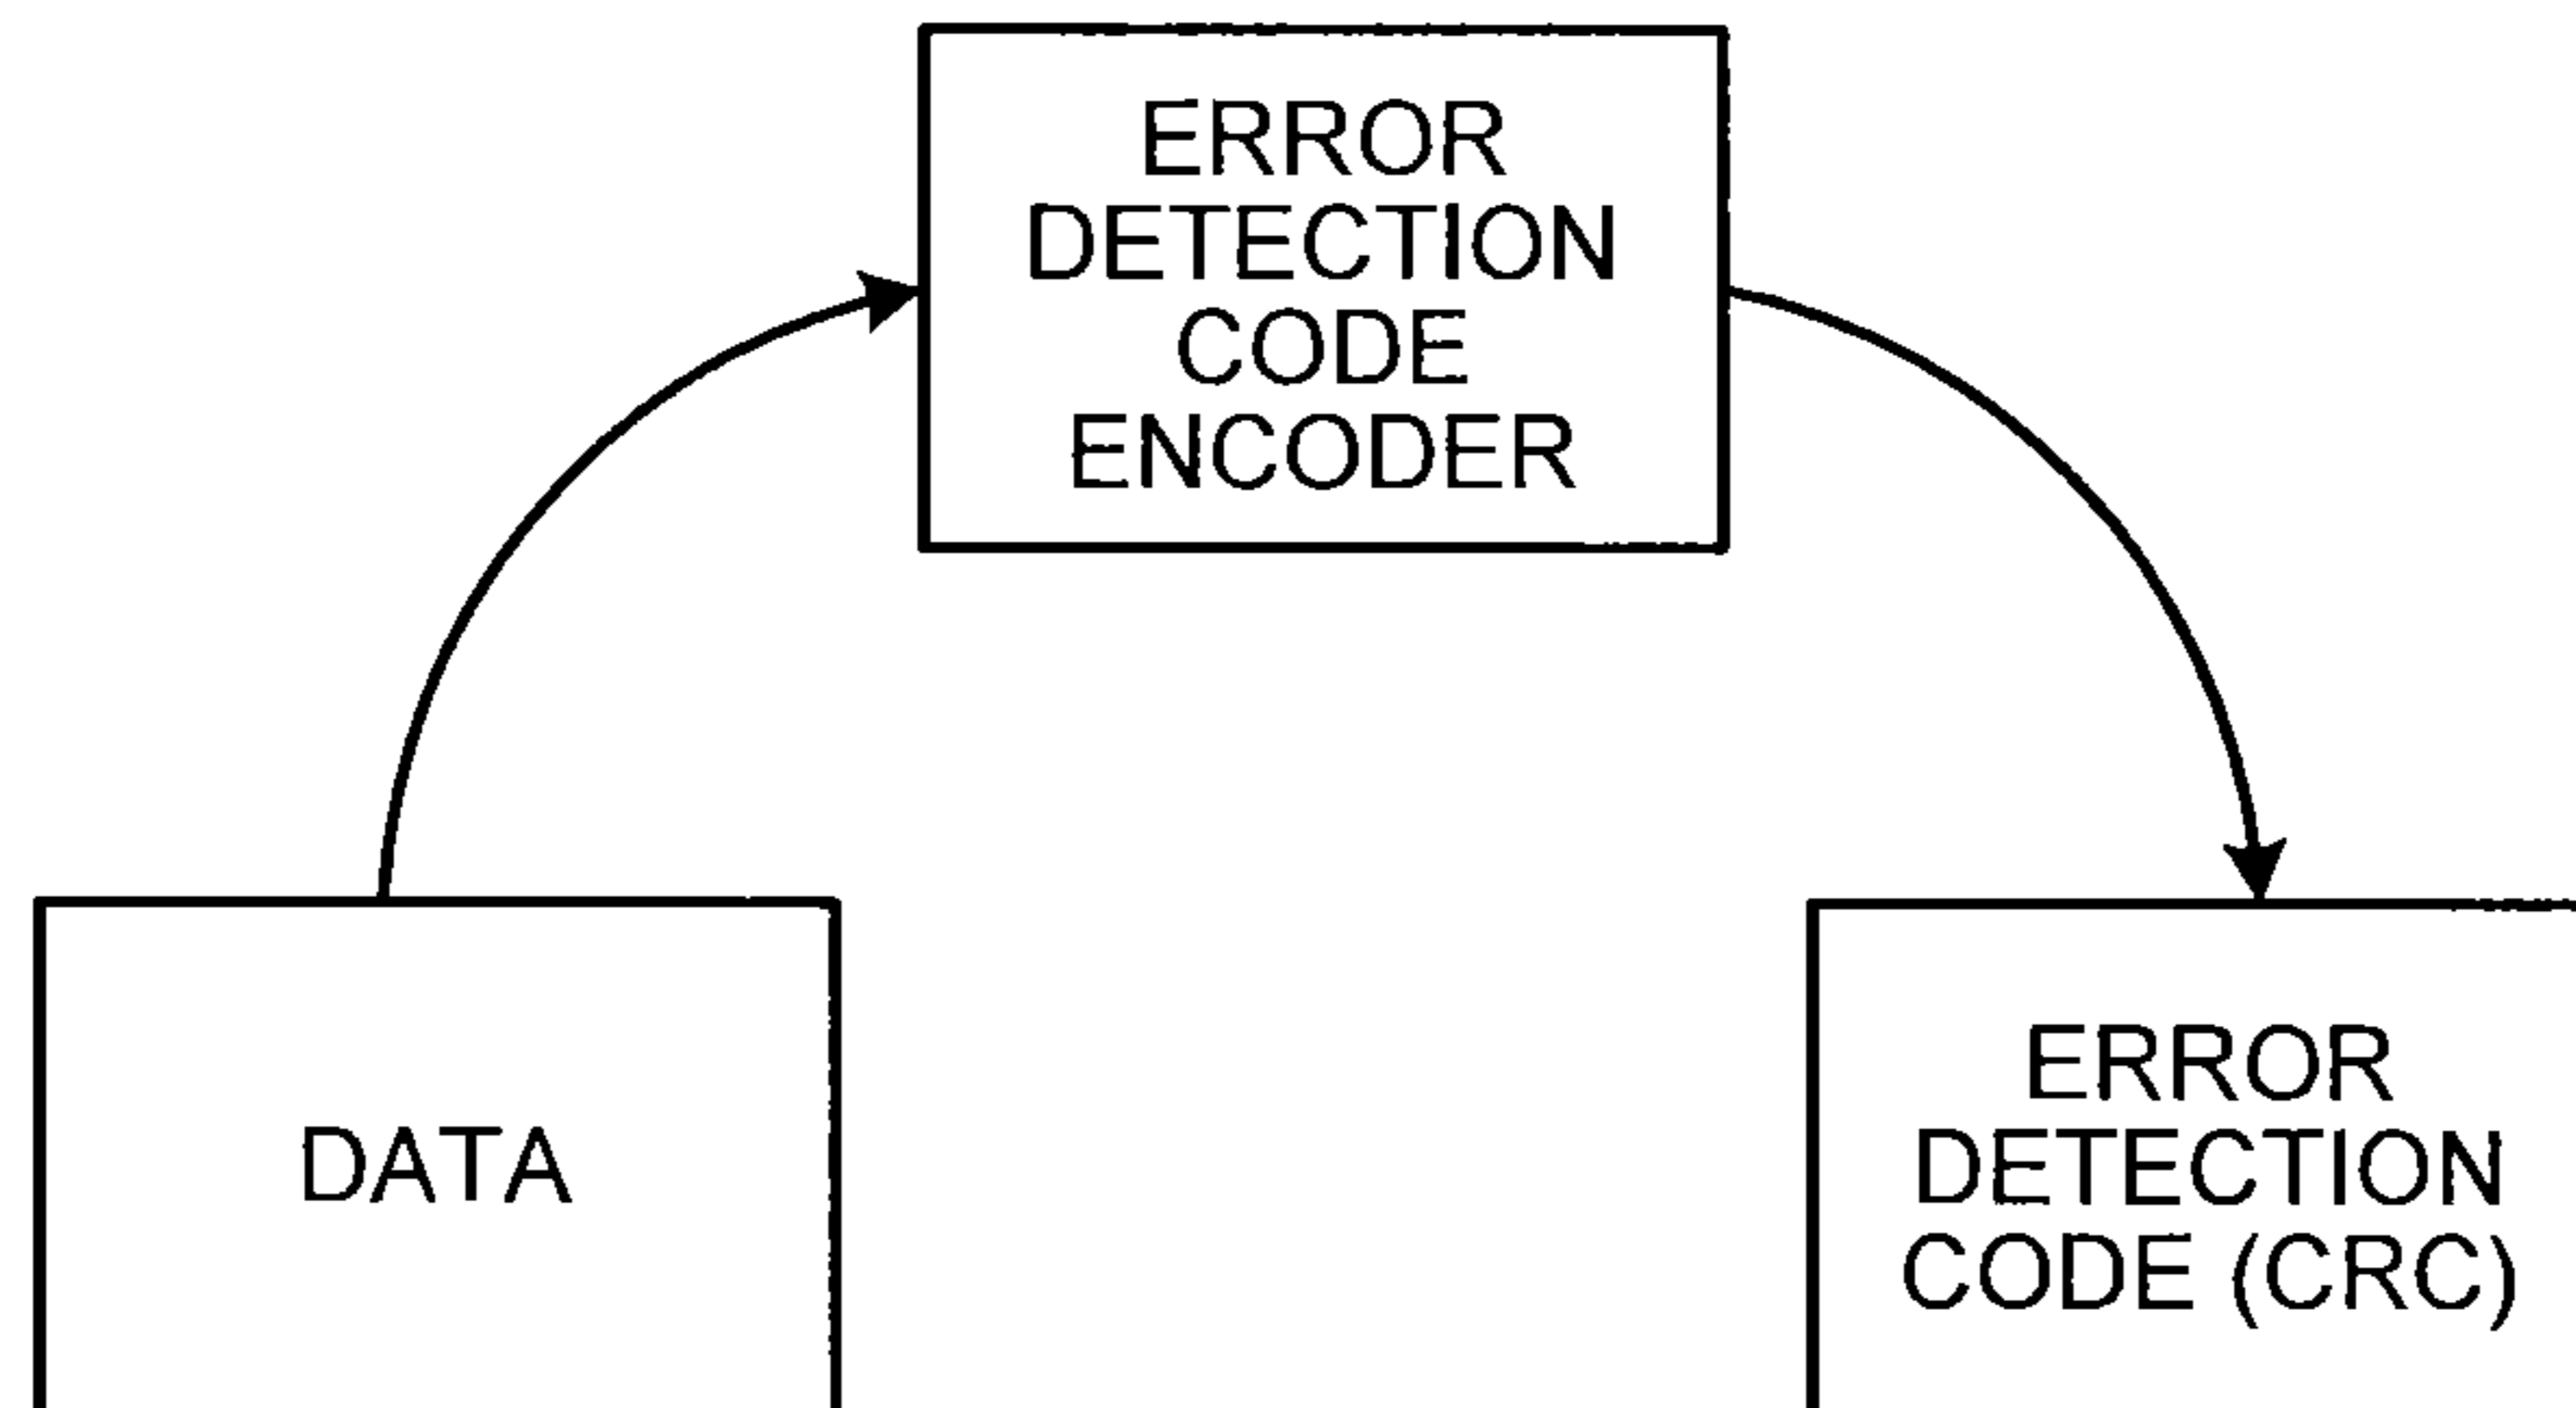 ERROR
DETECTION
CODE
ENCODER
DATA
ERROR
DETECTION
CODE (CRC)